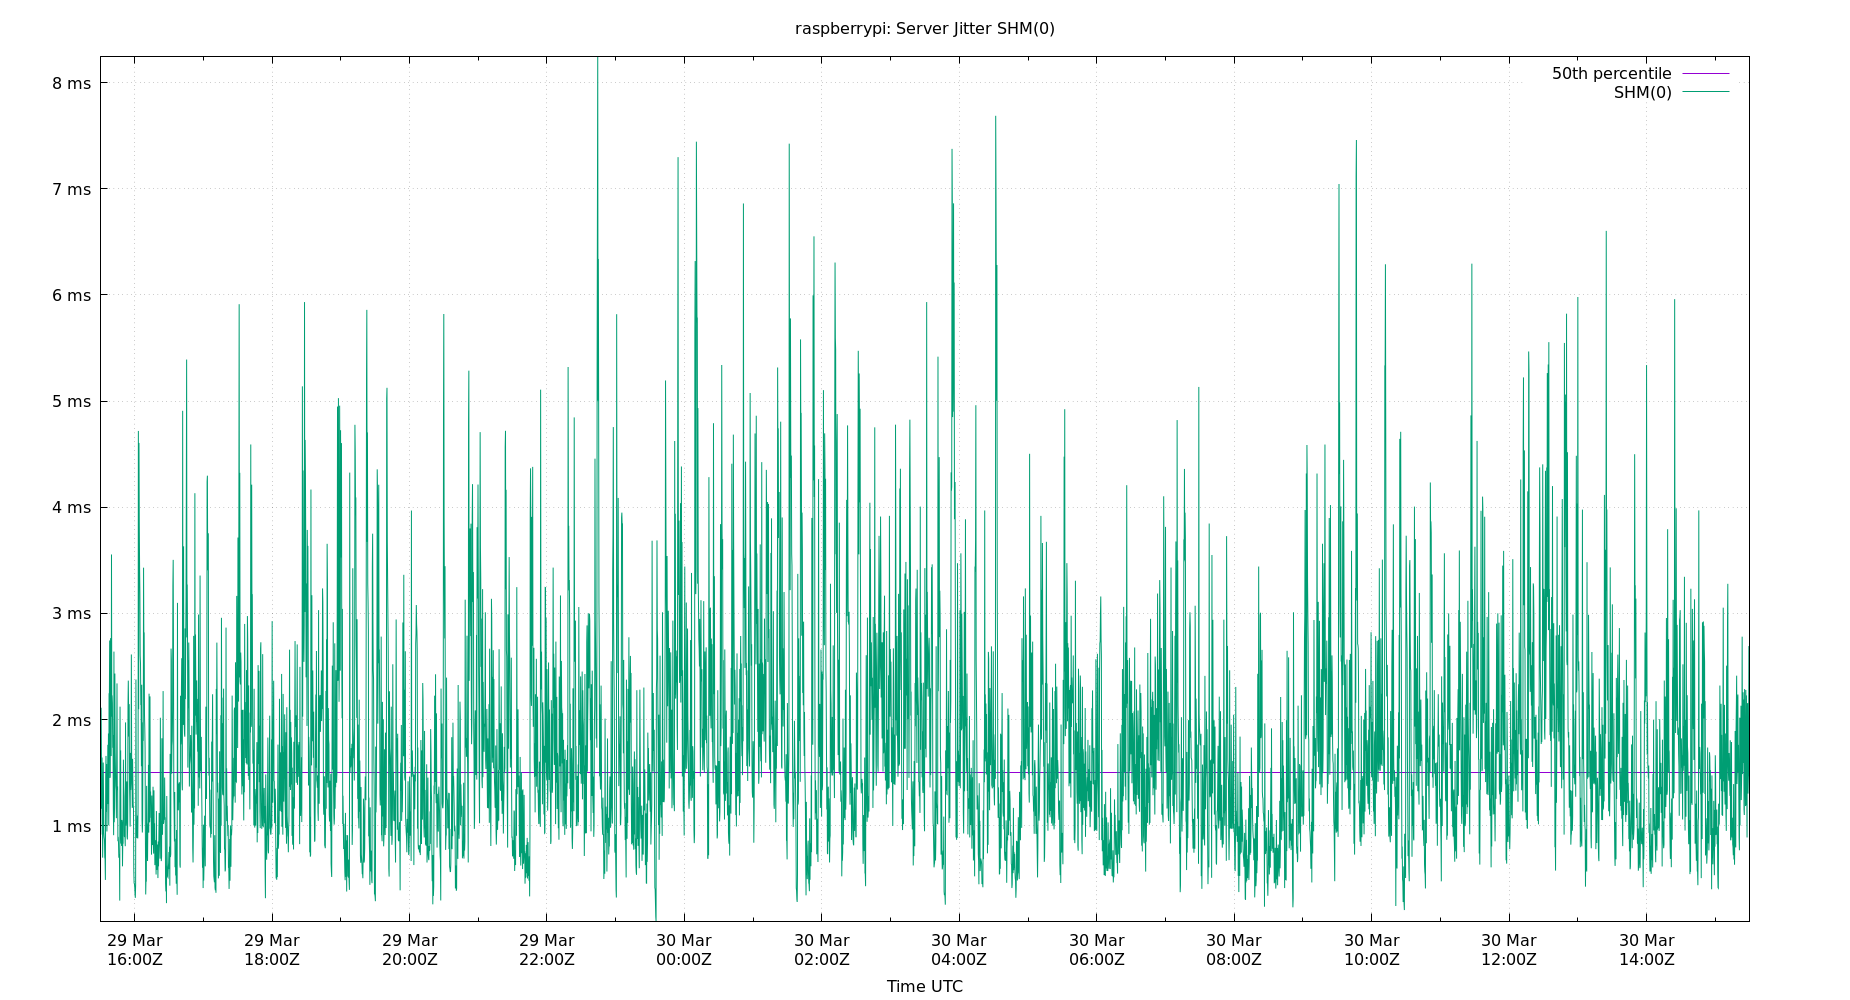 raspberrypi: Server Jitter SHM(0)
50th percentile
SHM(0)
8 ms
7 ms
6 ms
5 ms
4 ms
3 ms
2 ms
1 ms
29 Mar 29 Mar 29 Mar 29 Mar 30 Mar 30 Mar 30 Mar 30 Mar 30 Mar 30 Mar 30 Mar 30 Mar
16:00Z 18:00Z 20:00Z 22:00Z 00:00Z 02:00Z 04:00Z 06:00Z 08:00Z 10:00Z 12:00Z 14:00Z
Time UTC